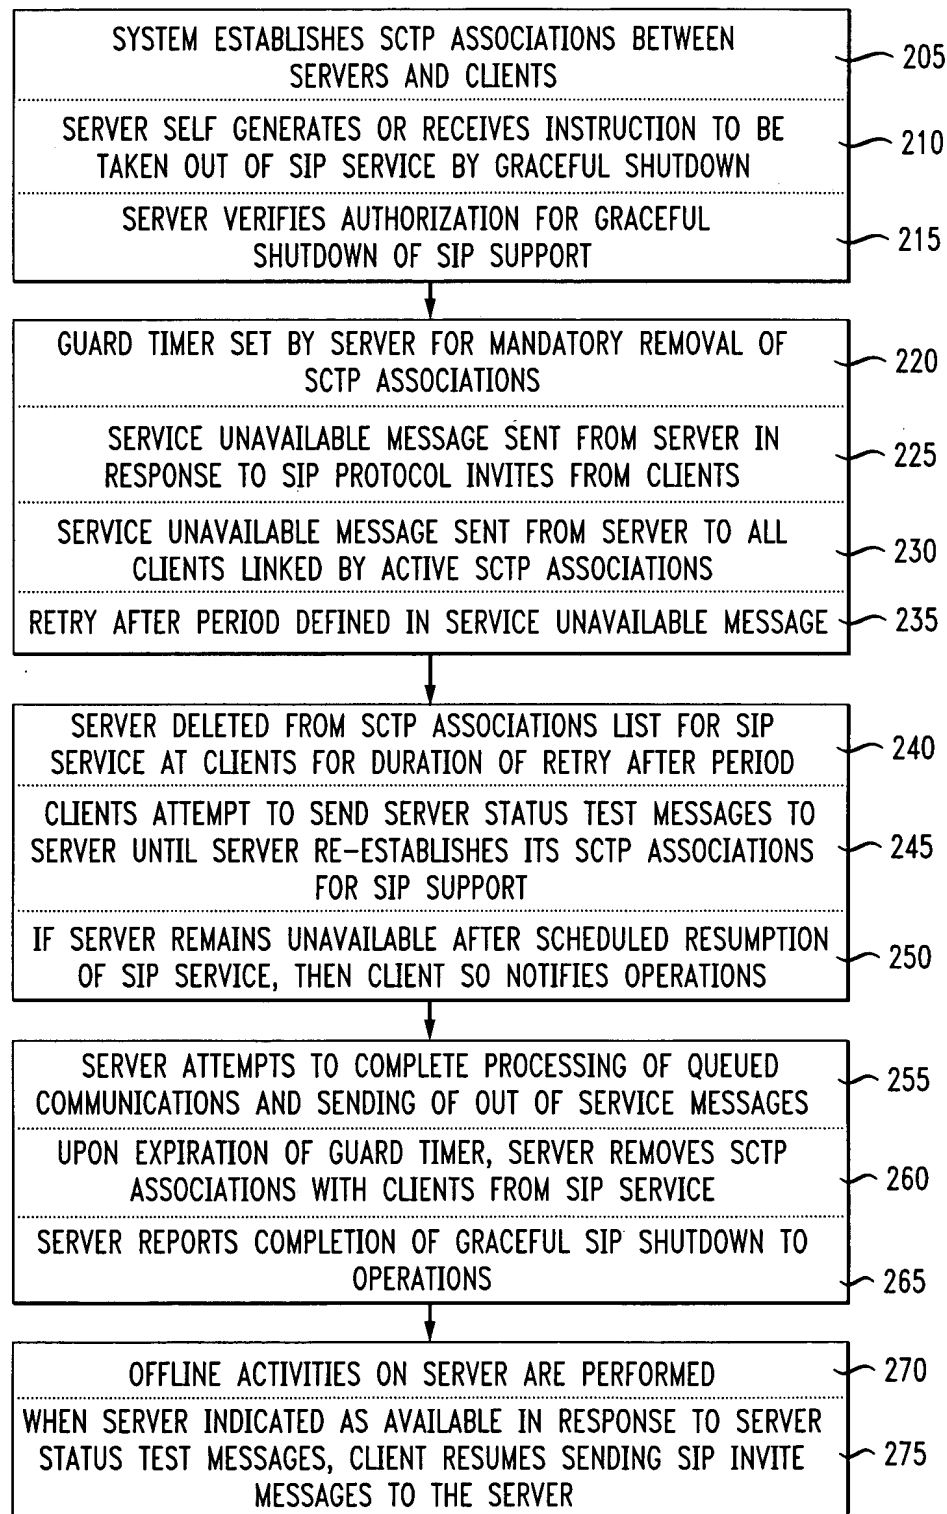 SYSTEM ESTABLISHES SCTP ASSOCIATIONS BETWEEN
SERVERS AND CLIENTS
205
SERVER SELF GENERATES OR RECEIVES INSTRUCTION TO BE
TAKEN OUT OF SIP SERVICE BY GRACEFUL SHUTDOWN
210
SERVER VERIFIES AUTHORIZATION FOR GRACEFUL
SHUTDOWN OF SIP SUPPORT
215
GUARD TIMER SET BY SERVER FOR MANDATORY REMOVAL OF
SCTP ASSOCIATIONS
220
SERVICE UNAVAILABLE MESSAGE SENT FROM SERVER IN
RESPONSE TO SIP PROTOCOL INVITES FROM CLIENTS
225
SERVICE UNAVAILABLE MESSAGE SENT FROM SERVER TO ALL
CLIENTS LINKED BY ACTIVE SCTP ASSOCIATIONS
230
RETRY AFTER PERIOD DEFINED IN SERVICE UNAVAILABLE MESSAGE
235
SERVER DELETED FROM SCTP ASSOCIATIONS LIST FOR SIP
SERVICE AT CLIENTS FOR DURATION OF RETRY AFTER PERIOD
240
CLIENTS ATTEMPT TO SEND SERVER STATUS TEST MESSAGES TO
SERVER UNTIL SERVER RE-ESTABLISHES ITS SCTP ASSOCIATIONS
FOR SIP SUPPORT
245
IF SERVER REMAINS UNAVAILABLE AFTER SCHEDULED RESUMPTION
OF SIP SERVICE, THEN CLIENT SO NOTIFIES OPERATIONS
250
SERVER ATTEMPTS TO COMPLETE PROCESSING OF QUEUED
COMMUNICATIONS AND SENDING OF OUT OF SERVICE MESSAGES
255
UPON EXPIRATION OF GUARD TIMER, SERVER REMOVES SCTP
ASSOCIATIONS WITH CLIENTS FROM SIP SERVICE
260
SERVER REPORTS COMPLETION OF GRACEFUL SIP SHUTDOWN TO
OPERATIONS
265
OFFLINE ACTIVITIES ON SERVER ARE PERFORMED
270
WHEN SERVER INDICATED AS AVAILABLE IN RESPONSE TO SERVER
STATUS TEST MESSAGES, CLIENT RESUMES SENDING SIP INVITE
MESSAGES TO THE SERVER
275